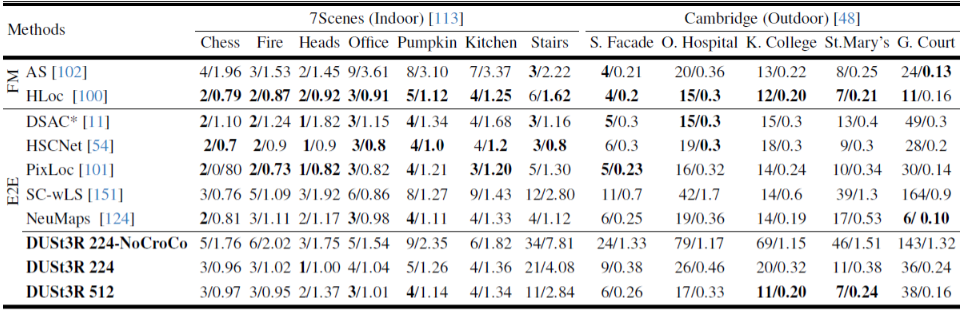 Methods 7Scenes (Indoor) [113] Cambridge (Outdoor) [48]
Chess Fire Heads Office Pumpkin Kitchen Stairs S. Facade O. Hospital K. College St.Mary's G. Court
FM AS [102] 4/1.96 3/1.53 2/1.45 9/3.61 8/3.10 7/3.37 3/2.22 4/0.21 20/0.36 13/0.22 8/0.25 24/0.13
HLoc [100] 2/0.79 2/0.87 2/0.92 3/0.91 5/1.12 4/1.25 6/1.62 4/0.2 15/0.3 12/0.20 7/0.21 11/0.16
E2E DSAC* [11] 2/1.10 2/1.24 1/1.82 3/1.15 4/1.34 4/1.68 3/1.16 5/0.3 15/0.3 15/0.3 13/0.4 49/0.3
HSCNet [54] 2/0.7 2/0.9 1/0.9 3/0.8 4/1.0 4/1.2 3/0.8 6/0.3 19/0.3 18/0.3 9/0.3 28/0.2
PixLoc [101] 2/0/80 2/0.73 1/0.82 3/0.82 4/1.21 3/1.20 5/1.30 5/0.23 16/0.32 14/0.24 10/0.34 30/0.14
SC-wLS [151] 3/0.76 5/1.09 3/1.92 6/0.86 8/1.27 9/1.43 12/2.80 11/0.7 42/1.7 14/0.6 39/1.3 164/0.9
NeuMaps [124] 2/0.81 3/1.11 2/1.17 3/0.98 4/1.11 4/1.33 4/1.12 6/0.25 19/0.36 14/0.19 17/0.53 6/ 0.10
DUSt3R 224-NoCroCo 5/1.76 6/2.02 3/1.75 5/1.54 9/2.35 6/1.82 34/7.81 24/1.33 79/1.17 69/1.15 46/1.51 143/1.32
DUSt3R 224 3/0.96 3/1.02 1/1.00 4/1.04 5/1.26 4/1.36 21/4.08 9/0.38 26/0.46 20/0.32 11/0.38 36/0.24
DUSt3R 512 3/0.97 3/0.95 2/1.37 3/1.01 4/1.14 4/1.34 11/2.84 6/0.26 17/0.33 11/0.20 7/0.24 38/0.16